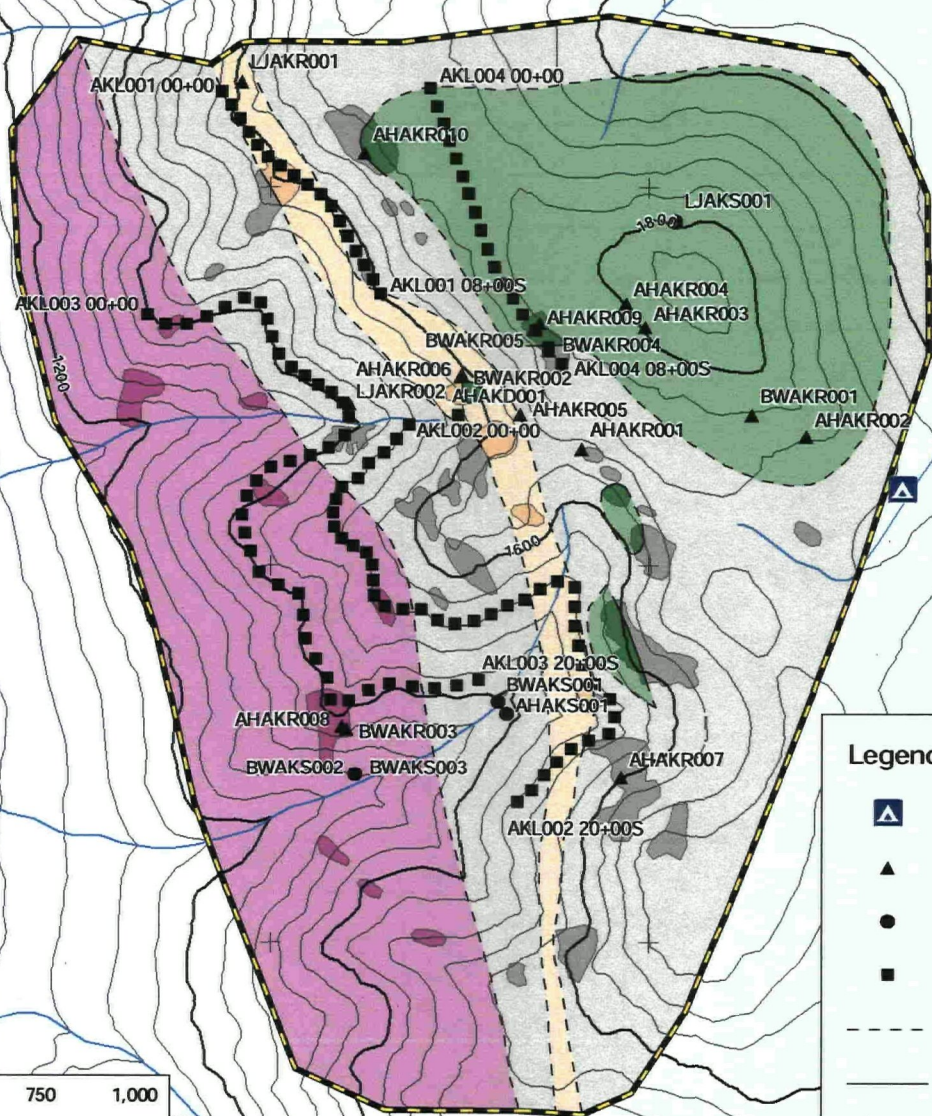 LJAKR001
AKL001 00+00
AKL004 00+00
AHAKR010
LJAKS001
1800
AKL001 08+00S
AHAKR004
AKL003 00+00
AHAKR009
AHAKR003
BWAKR005
BWAKR004
1200
AHAKR006
BWAKR002
AKL004 08+00S
LJAKR002
AHAKD001
BWAKR001
AHAKR005
AHAKR002
AKL002 00+00
AHAKR001
1600
AKL003 20+00S
BWAKS001
AHAKS001
AHAKR008
BWAKR003
Legend
AHAKR007
BWAKS002
BWAKS003
AKL002 20+00S
750
1,000